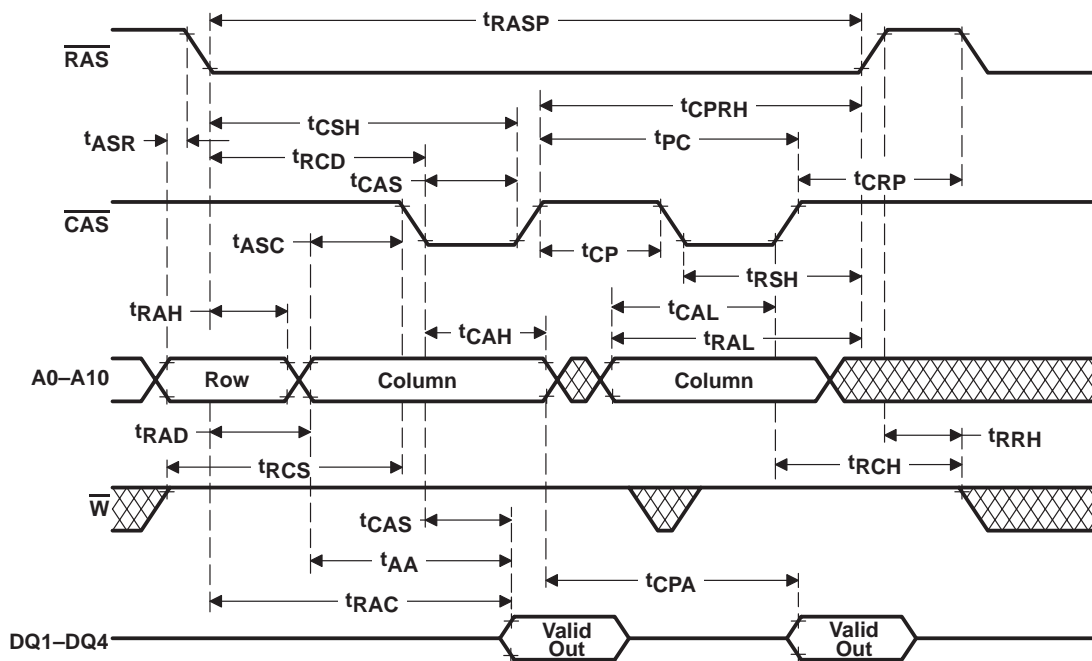 tRASP
RAS
tCPRH
tCSH
tPC
tASR
tRCD
tCAS
tCRP
CAS
tASC
tCP
tRSH
tRAH
tCAL
tCAH
tRAL
A0–A10
Row
Column
Column
tRAD
tRRH
tRCS
tRCH
W
tCAS
tAA
tCPA
tRAC
DQ1–DQ4
Valid
Out
Valid
Out